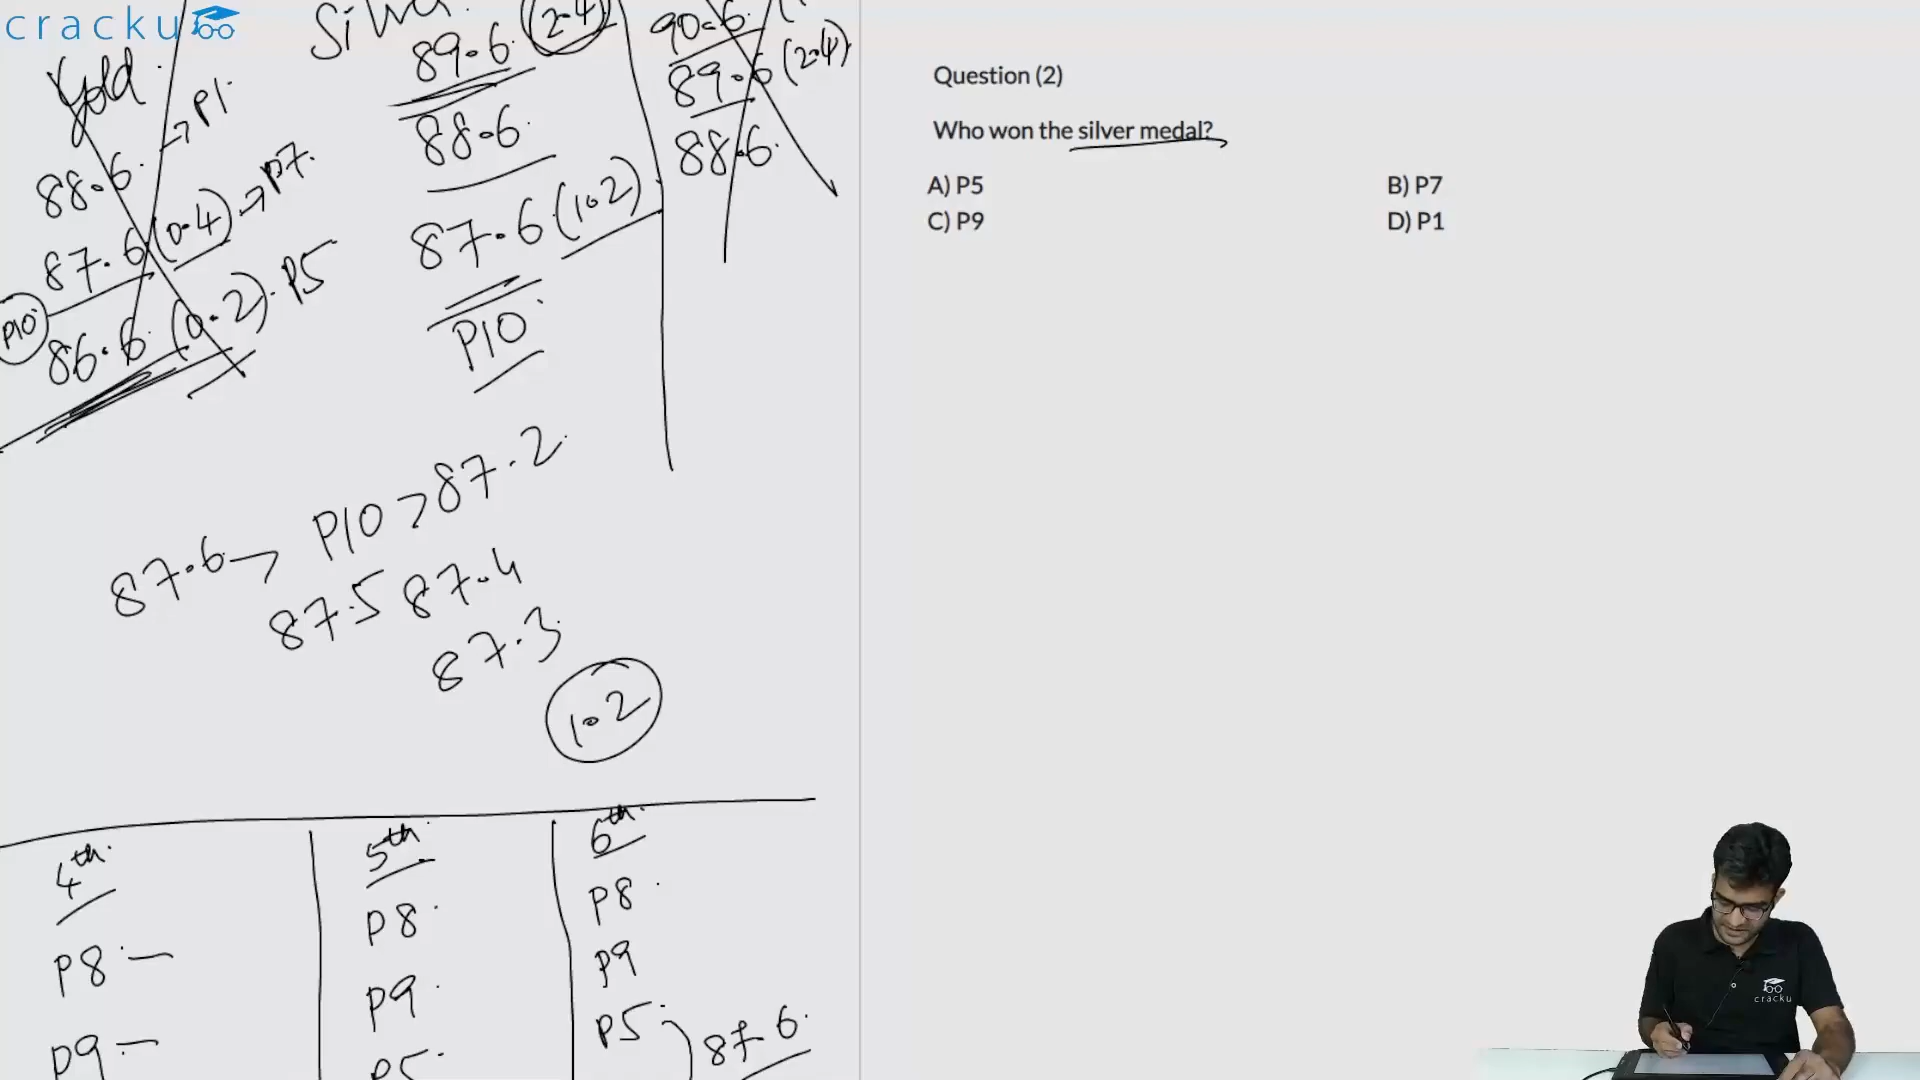 cracku
Gold.
88.6. → P1.
87.6 (0.4) → P7.
P10
86.6. (0.2). P5
89.6. (2.4)
88.6.
87.6 (1.2)
P10
90.6.
89.6 (2.4)
88.6.
87.6 → P10 > 87.2
87.5 87.4
87.3
1.2
4th.
P8 -
P9 -
5th.
P8.
P9.
P5.
6th.
P8.
P9
P5.
87.6.
Question (2)
Who won the silver medal?
A) P5
B) P7
C) P9
D) P1
cracku